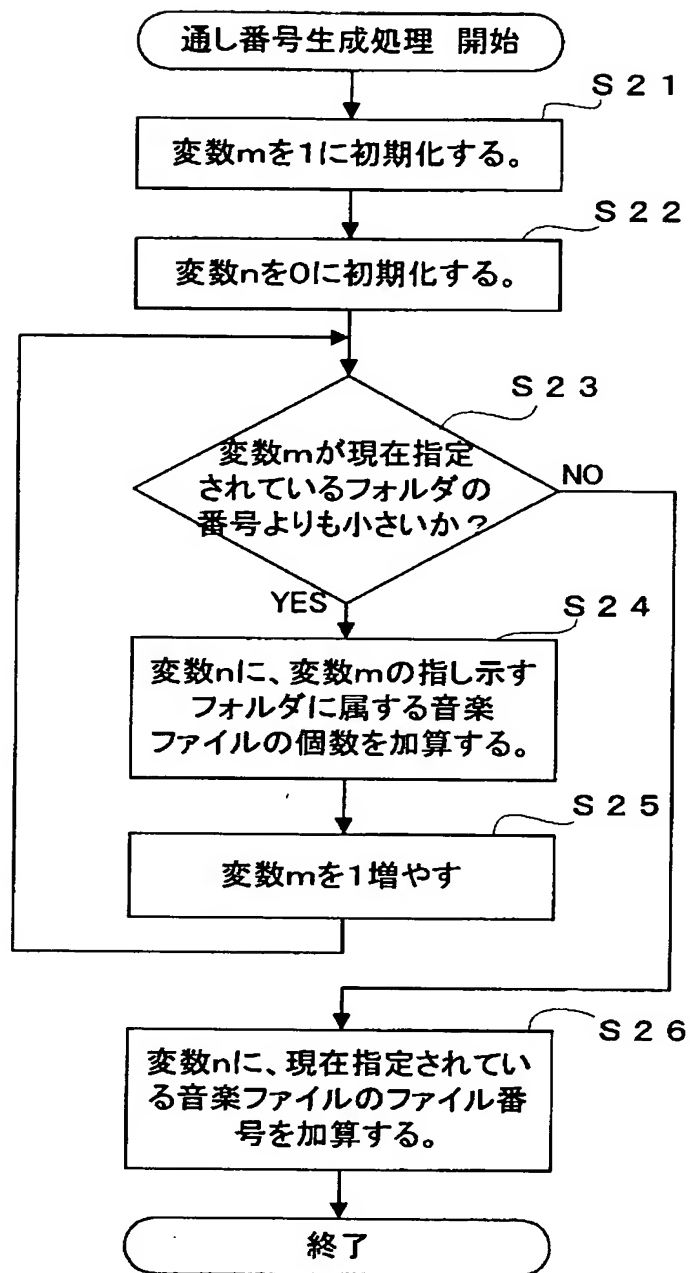 通し番号生成処理 開始
S21
変数mを1に初期化する。
S22
変数nを0に初期化する。
S23
変数mが現在指定
されているフォルダの
番号よりも小さいか?
NO
YES
S24
変数nに、変数mの指し示す
フォルダに属する音楽
ファイルの個数を加算する。
S25
変数mを1増やす
S26
変数nに、現在指定されてい
る音楽ファイルのファイル番
号を加算する。
終了